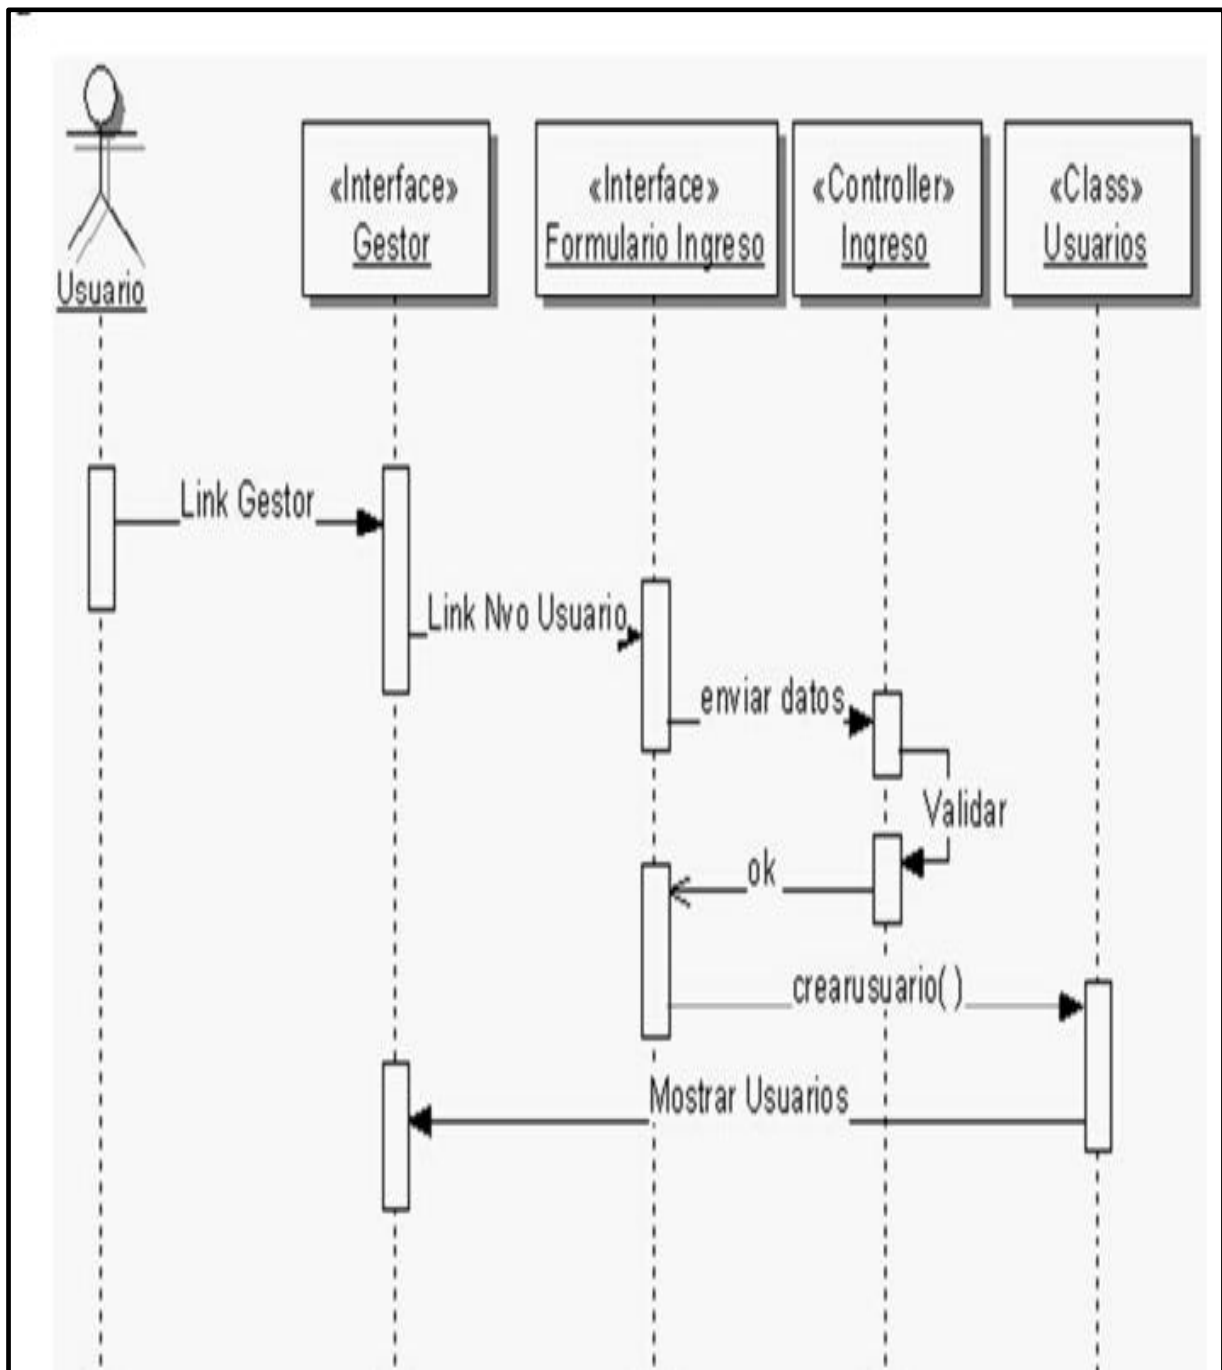 Usuario
«Interface»
Gestor
«Interface»
Formulario Ingreso
«Controller»
Ingreso
«Class»
Usuarios
Link Gestor
Link Nvo Usuario
enviar datos
Validar
ok
crearusuario( )
Mostrar Usuarios